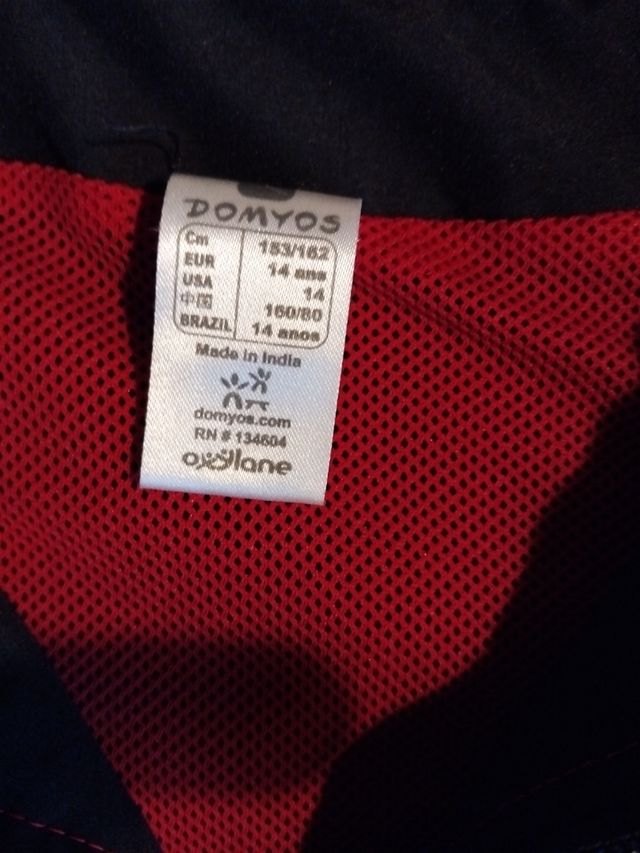 DOMYOS
Cm 153/162
EUR 14 ans
USA 14
中国 160/80
BRAZIL 14 anos
Made in India
domyos.com
RN # 134604
oxylane